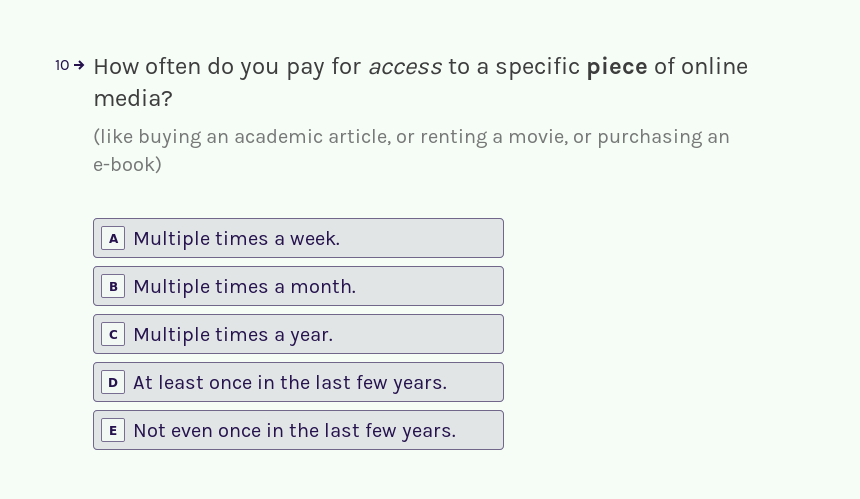 10 → How often do you pay for access to a specific piece of online
media?
(like buying an academic article, or renting a movie, or purchasing an
e-book)
A Multiple times a week.
B Multiple times a month.
C Multiple times a year.
D At least once in the last few years.
E Not even once in the last few years.